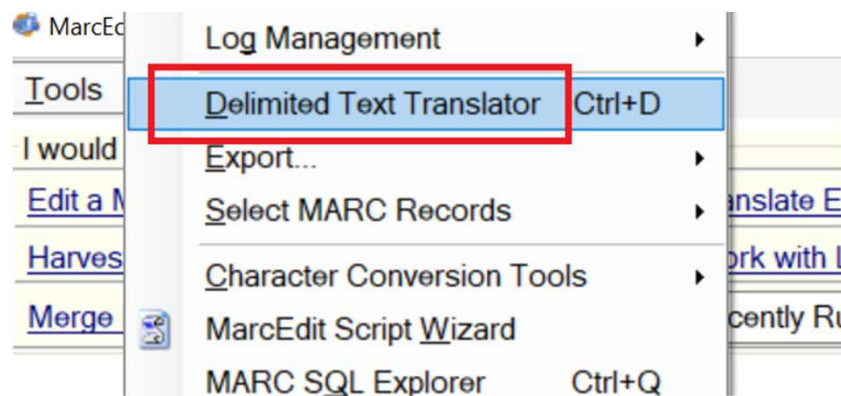 MarcEd
Log Management
Tools
Delimited Text Translator Ctrl+D
I would
Export...
Edit a
Select MARC Records
anslate E
Harves
Character Conversion Tools
ork with
Merge
MarcEdit Script Wizard
cently Ru
MARC SQL Explorer Ctrl+Q